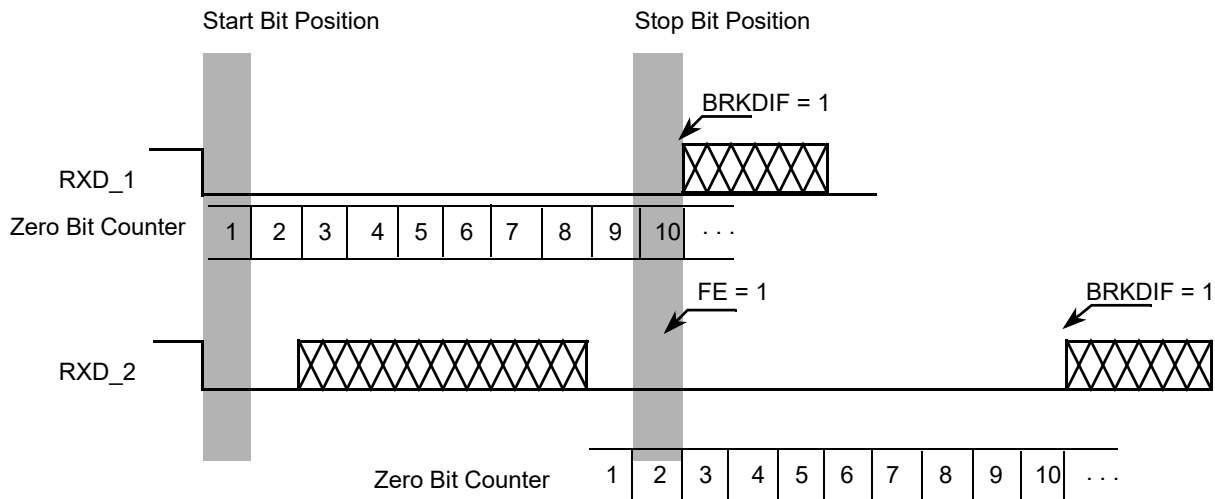 Start Bit Position
Stop Bit Position
BRKDIF = 1
RXD_1
Zero Bit Counter
1 2 3 4 5 6 7 8 9 10 . . .
FE = 1
BRKDIF = 1
RXD_2
Zero Bit Counter
1 2 3 4 5 6 7 8 9 10 . . .